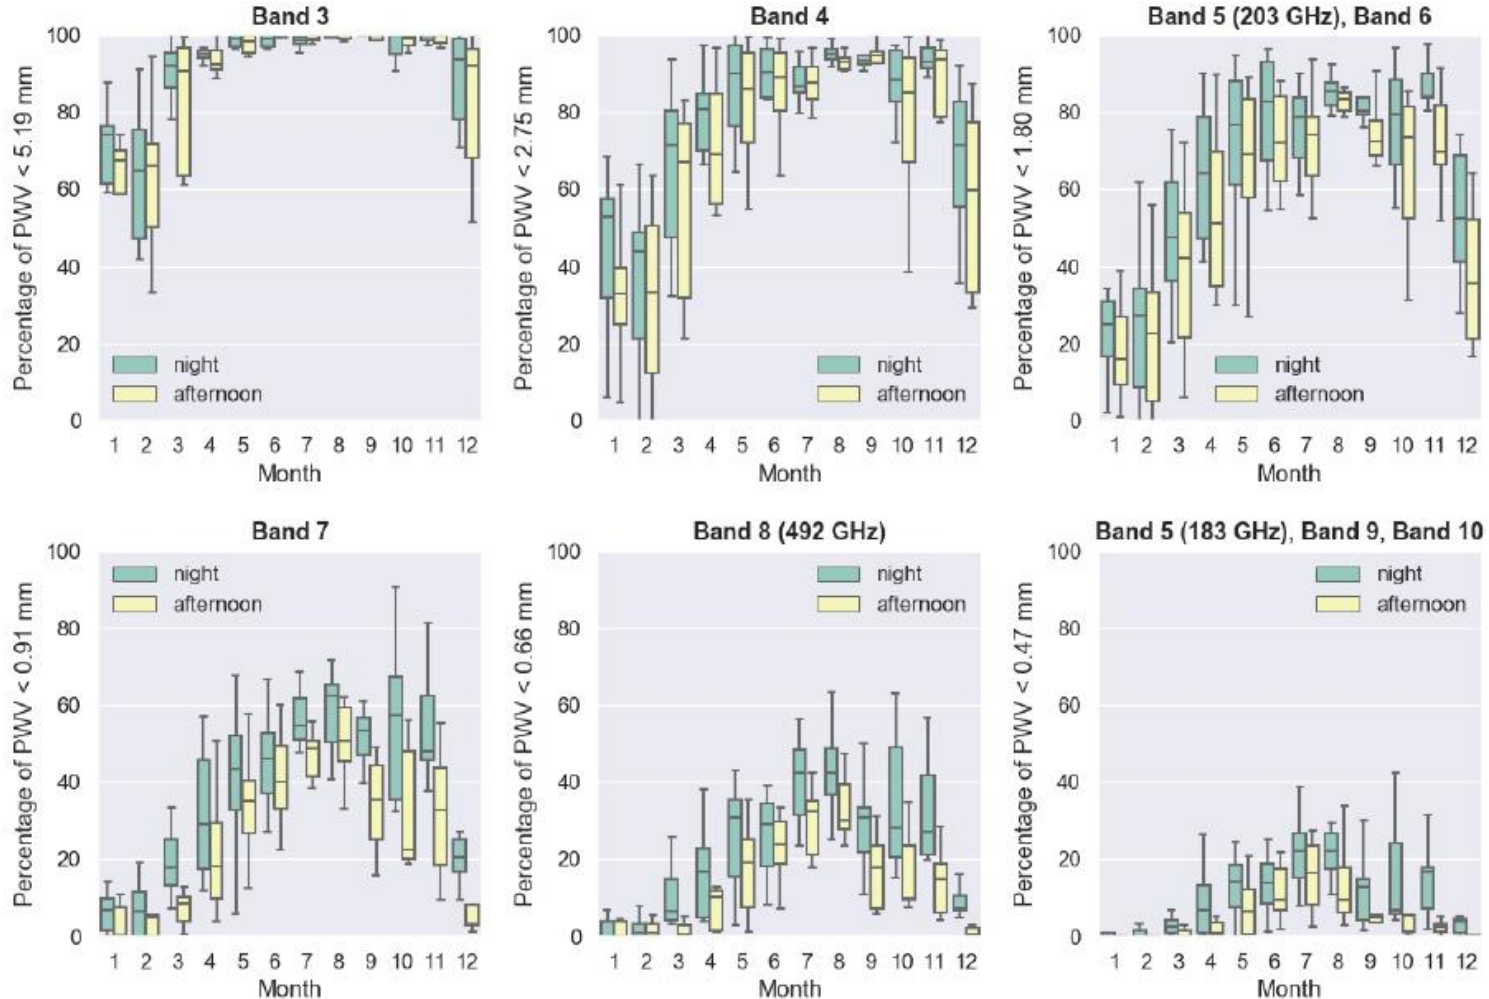 Band 3
Percentage of PWV < 5.19 mm
100
80
60
40
20
0
night
afternoon
1 2 3 4 5 6 7 8 9 10 11 12
Month
Band 4
Percentage of PWV < 2.75 mm
100
80
60
40
20
0
night
afternoon
1 2 3 4 5 6 7 8 9 10 11 12
Month
Band 5 (203 GHz), Band 6
Percentage of PWV < 1.80 mm
100
80
60
40
20
0
night
afternoon
1 2 3 4 5 6 7 8 9 10 11 12
Month
Band 7
Percentage of PWV < 0.91 mm
100
80
60
40
20
0
night
afternoon
1 2 3 4 5 6 7 8 9 10 11 12
Month
Band 8 (492 GHz)
Percentage of PWV < 0.66 mm
100
80
60
40
20
0
night
afternoon
1 2 3 4 5 6 7 8 9 10 11 12
Month
Band 5 (183 GHz), Band 9, Band 10
Percentage of PWV < 0.47 mm
100
80
60
40
20
0
night
afternoon
1 2 3 4 5 6 7 8 9 10 11 12
Month